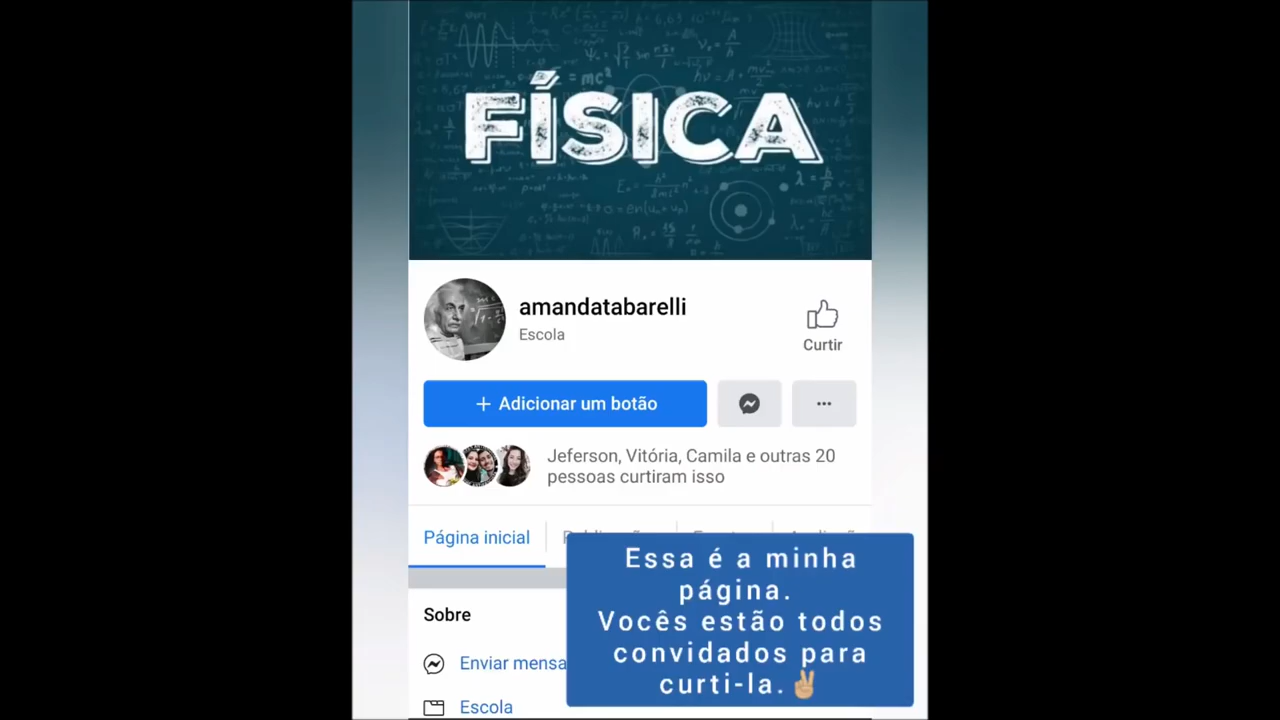 FÍSICA
amandatabarelli
Escola
Curtir
+ Adicionar um botão
Jeferson, Vitória, Camila e outras 20
pessoas curtiram isso
Página inicial
Sobre
Enviar mensa
Escola
Essa é a minha
página.
Vocês estão todos
convidados para
curti-la.✌🏼